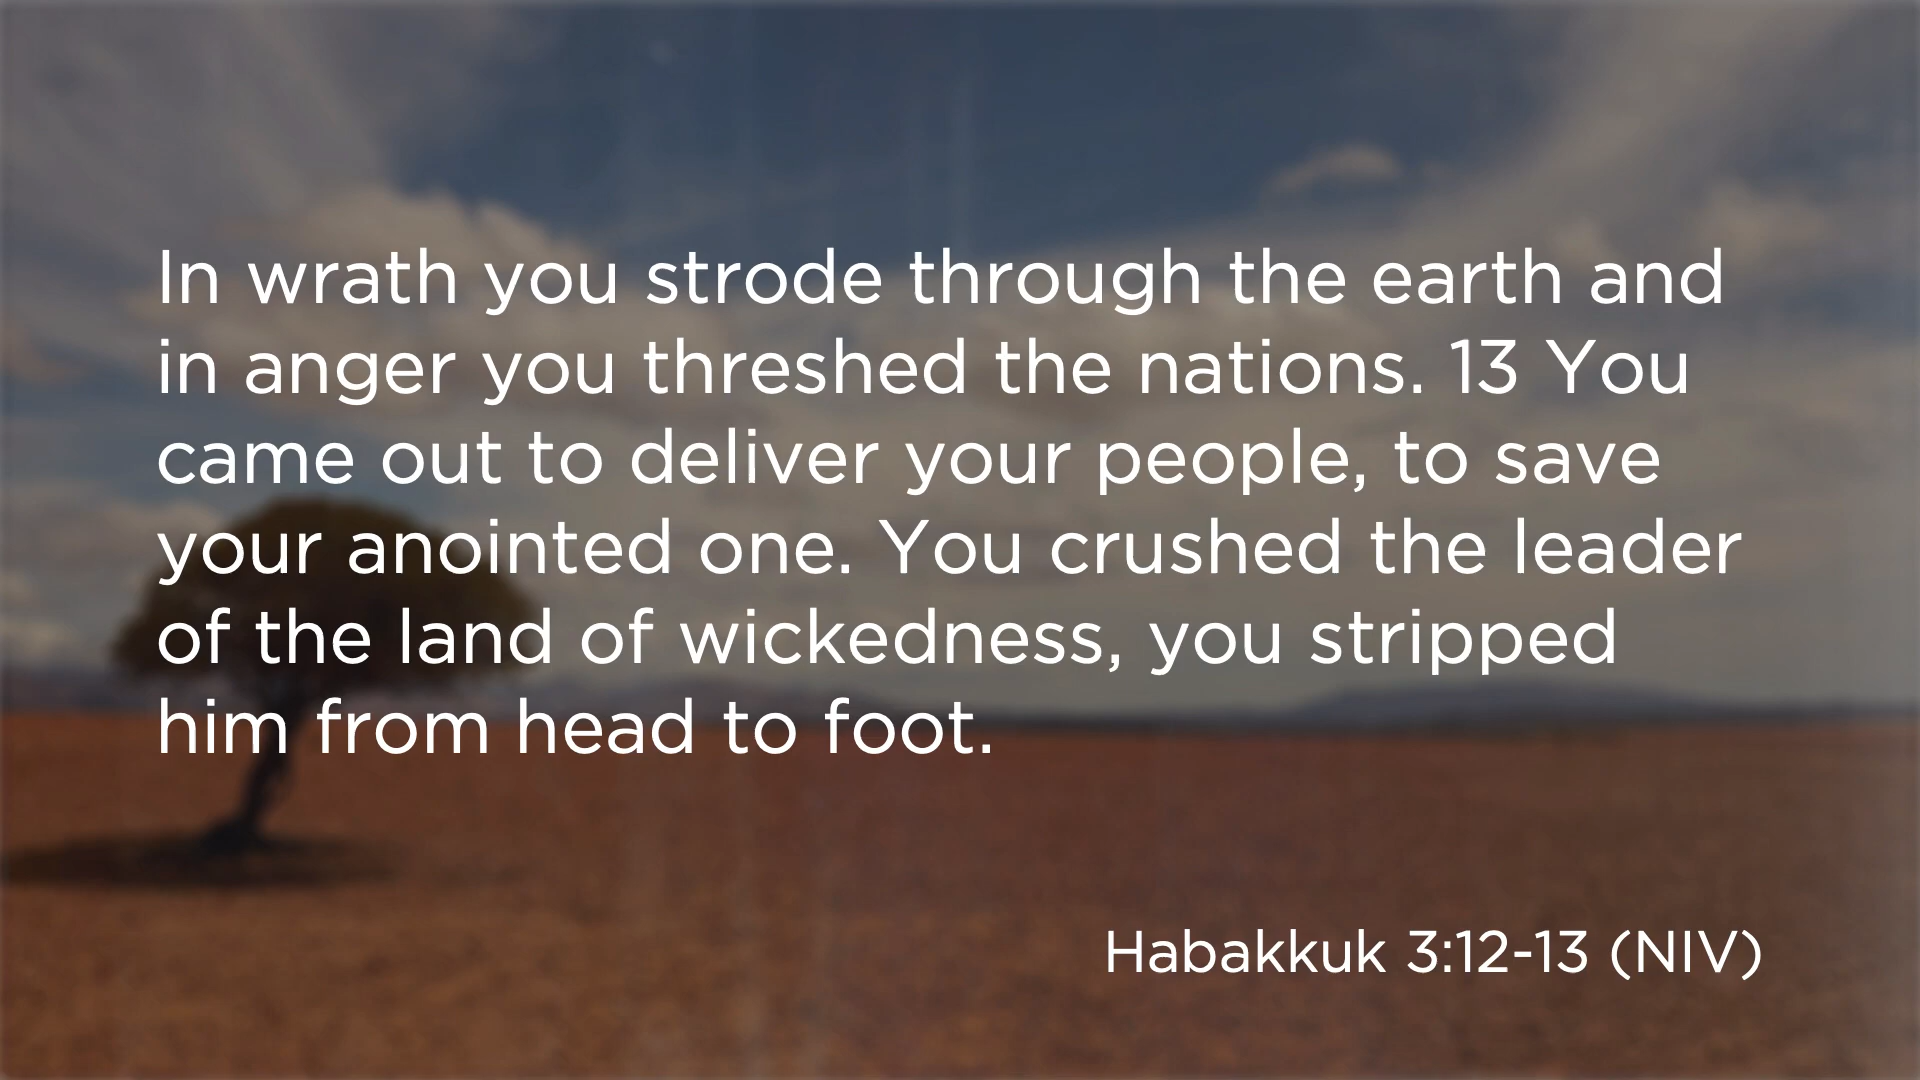 In wrath you strode through the earth and
in anger you threshed the nations. 13 You
came out to deliver your people, to save
your anointed one. You crushed the leader
of the land of wickedness, you stripped
him from head to foot.
Habakkuk 3:12-13 (NIV)